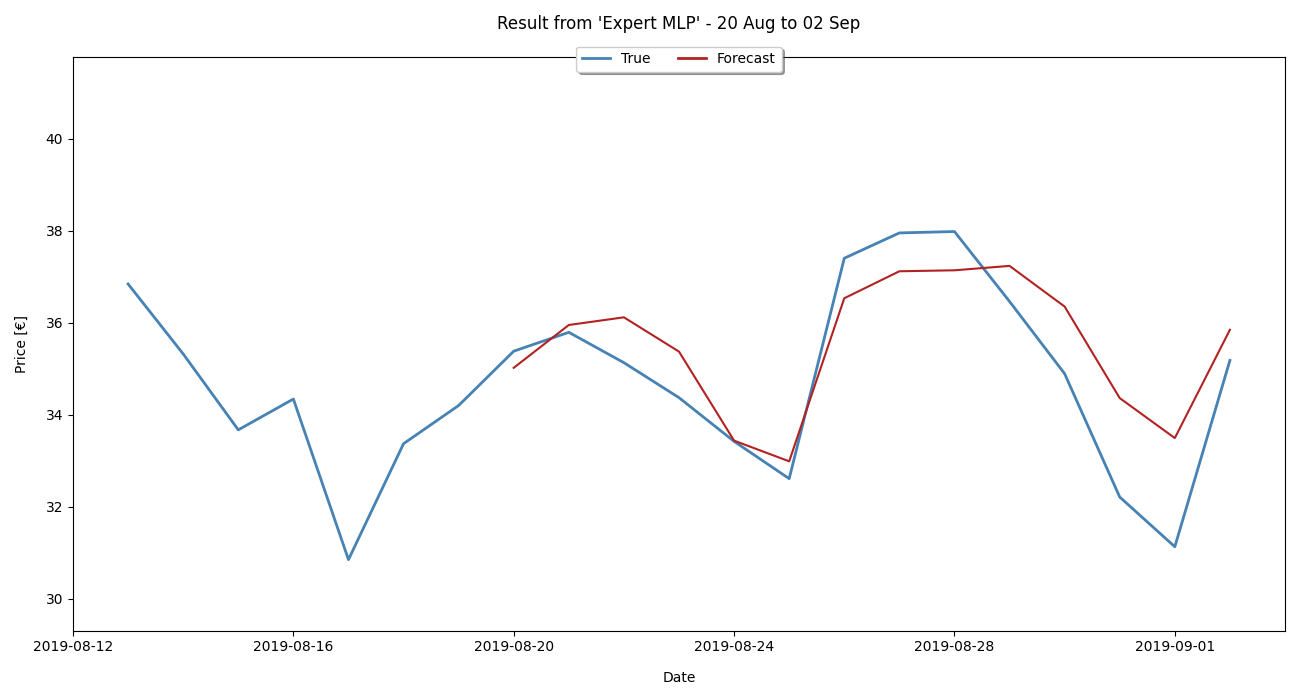 Result from 'Expert MLP' - 20 Aug to 02 Sep
True Forecast
40
38
36
34
32
30
Price [€]
2019-08-12 2019-08-16 2019-08-20 2019-08-24 2019-08-28 2019-09-01
Date